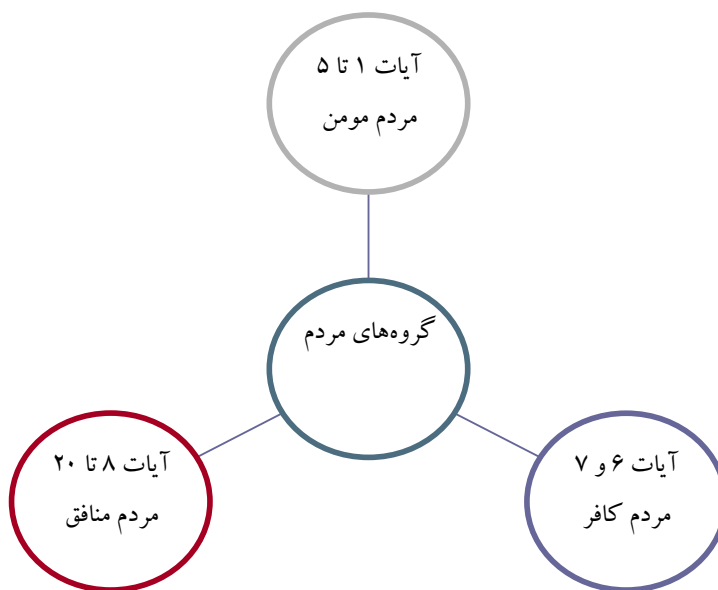 آیات ۱ تا ۵
مردم مومن
گروه‌های مردم
آیات ۶ و ۷
مردم کافر
آیات ۸ تا ۲۰
مردم منافق